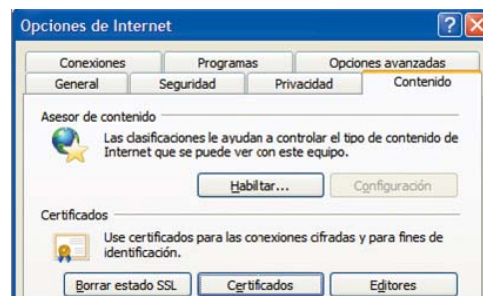 Opciones de Internet
Conexiones Programas Opciones avanzadas
General Seguridad Privacidad Contenido
Asesor de contenido
Las clasificaciones le ayudan a controlar el tipo de contenido de
Internet que se puede ver con este equipo.
Habilitar... Configuración
Certificados
Use certificados para las conexiones cifradas y para fines de
identificación.
Borrar estado SSL Certificados Editores